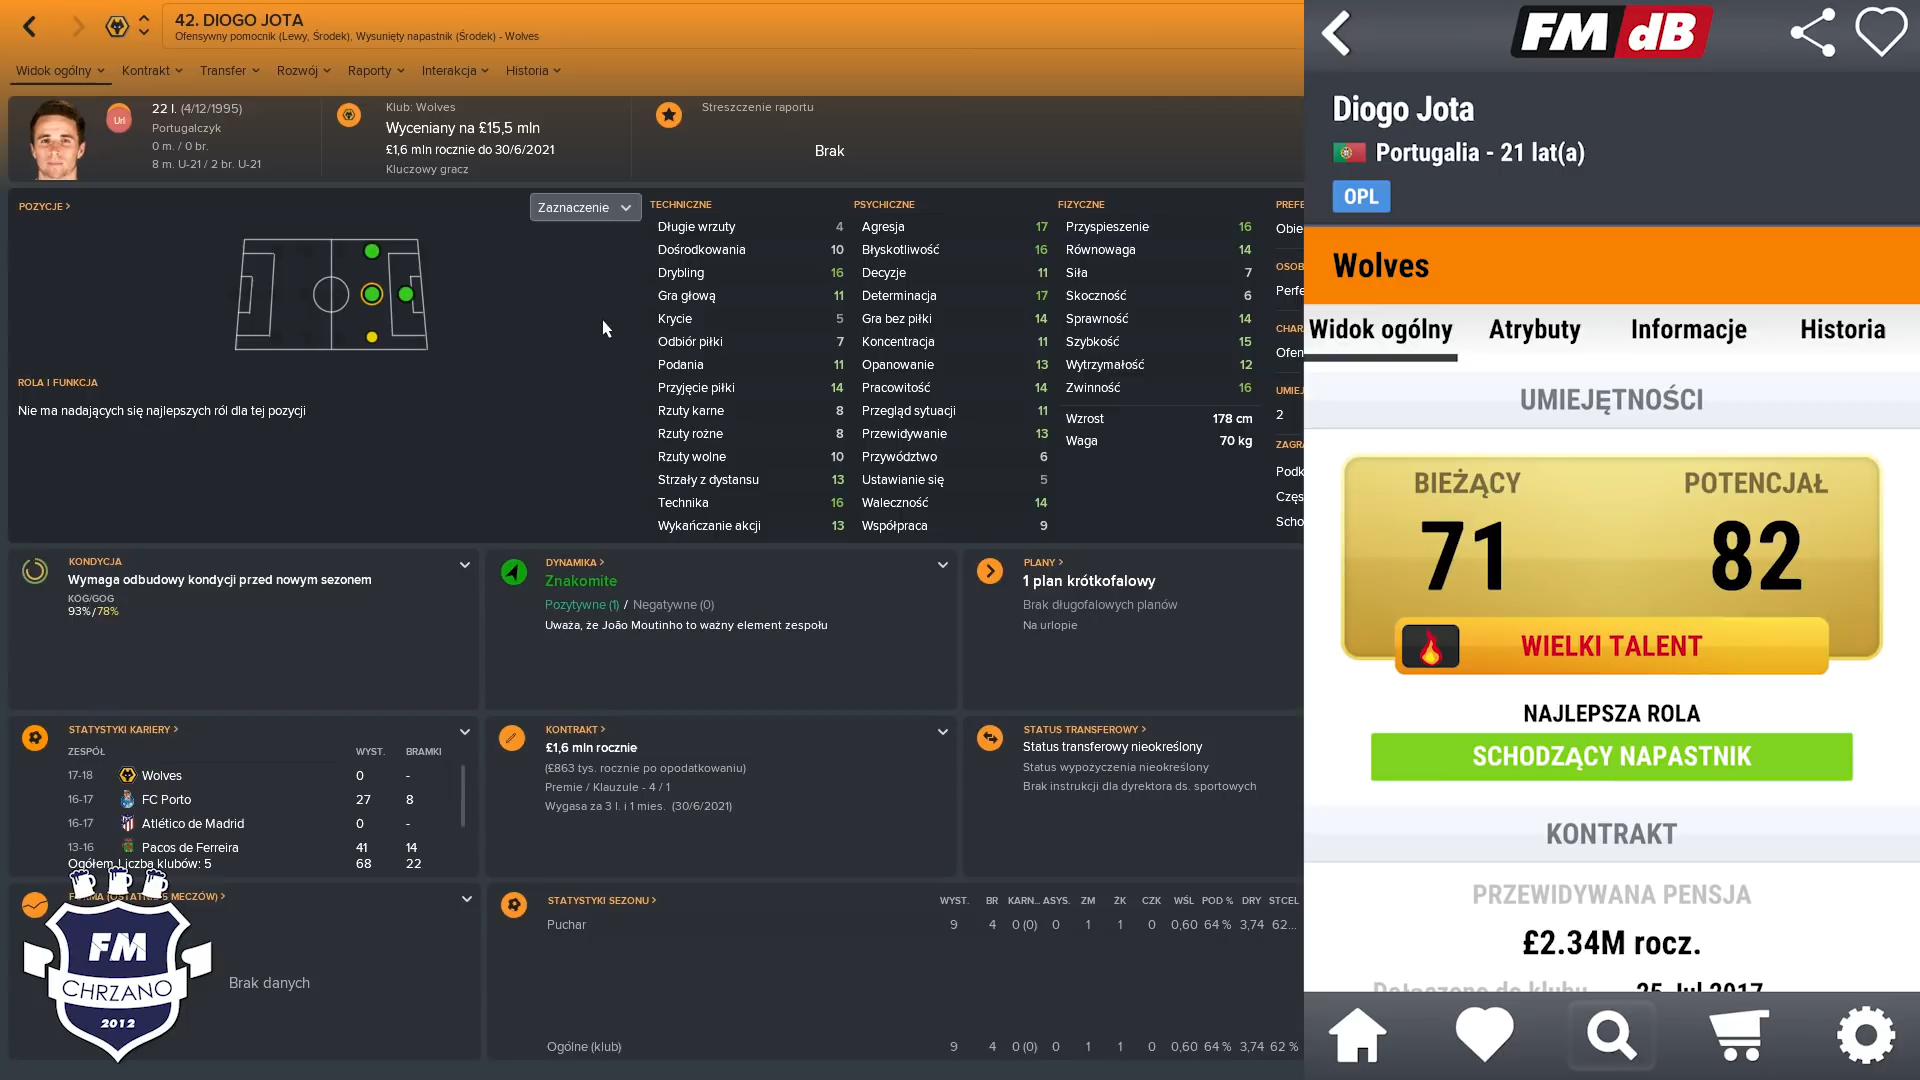 42. DIOGO JOTA
Ofensywny pomocnik (Lewy, Środek), Wysunięty napastnik (Środek) - Wolves
Widok ogólny Kontrakt Transfer Rozwój Raporty Interakcja Historia
Url
22 l. (4/12/1995)
Portugalczyk
0 m. / 0 br.
8 m. U-21 / 2 br. U-21
Klub: Wolves
Wyceniany na £15,5 mln
£1,6 mln rocznie do 30/6/2021
Kluczowy gracz
Streszczenie raportu
Brak
POZYCJE >
Zaznaczenie
ROLA I FUNKCJA
Nie ma nadających się najlepszych ról dla tej pozycji
TECHNICZNE
Długie wrzuty 4
Dośrodkowania 10
Drybling 16
Gra głową 11
Krycie 5
Odbiór piłki 7
Podania 11
Przyjęcie piłki 14
Rzuty karne 8
Rzuty rożne 8
Rzuty wolne 10
Strzały z dystansu 13
Technika 16
Wykańczanie akcji 13
PSYCHICZNE
Agresja 17
Błyskotliwość 16
Decyzje 11
Determinacja 17
Gra bez piłki 14
Koncentracja 11
Opanowanie 13
Pracowitość 14
Przegląd sytuacji 11
Przewidywanie 13
Przywództwo 6
Ustawianie się 5
Waleczność 14
Współpraca 9
FIZYCZNE
Przyspieszenie 16
Równowaga 14
Siła 7
Skoczność 6
Sprawność 14
Szybkość 15
Wytrzymałość 12
Zwinność 16
Wzrost 178 cm
Waga 70 kg
PREFE
Obie
OSOB
Perfe
CHAR
Ofen
UMIEJ
2
ZAGRA
Podk
Częs
Scho
KONDYCJA
Wymaga odbudowy kondycji przed nowym sezonem
KOG/GOG
93%/78%
DYNAMIKA >
Znakomite
Pozytywne (1) / Negatywne (0)
Uważa, że João Moutinho to ważny element zespołu
PLANY >
1 plan krótkofalowy
Brak długofalowych planów
Na urlopie
STATYSTYKI KARIERY >
ZESPÓŁ WYST. BRAMKI
17-18 Wolves 0 -
16-17 FC Porto 27 8
16-17 Atlético de Madrid 0 -
13-16 Pacos de Ferreira 41 14
Ogółem Liczba klubów: 5 68 22
KONTRAKT >
£1,6 mln rocznie
(£863 tys. rocznie po opodatkowaniu)
Premie / Klauzule - 4 / 1
Wygasa za 3 l. i 1 mies. (30/6/2021)
STATUS TRANSFEROWY >
Status transferowy nieokreślony
Status wypożyczenia nieokreślony
Brak instrukcji dla dyrektora ds. sportowych
MECZÓW) >
Brak danych
FM
CHRZANO
2012
STATYSTYKI SEZONU > WYST. BR KARN... ASYS. ZM ŻK CZK WŚL POD % DRY STCEL
Puchar 9 4 0 (0) 0 1 1 0 0,60 64 % 3,74 62...
Ogólne (klub) 9 4 0 (0) 0 1 1 0 0,60 64 % 3,74 62 %
FM dB
Diogo Jota
Portugalia - 21 lat(a)
OPL
Wolves
Widok ogólny Atrybuty Informacje Historia
UMIEJĘTNOŚCI
BIEŻĄCY POTENCJAŁ
71 82
WIELKI TALENT
NAJLEPSZA ROLA
SCHODZĄCY NAPASTNIK
KONTRAKT
PRZEWIDYWANA PENSJA
£2.34M rocz.
25 Jul 2017